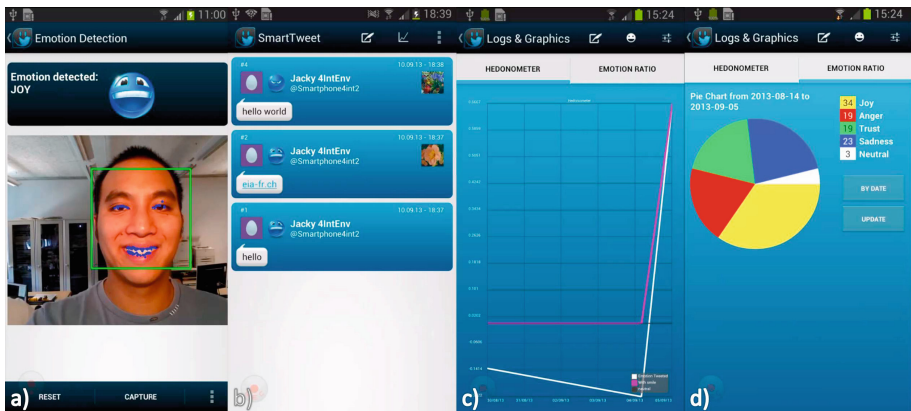 11:00
Emotion Detection
Emotion detected:
JOY
RESET
CAPTURE
a)
18:39
SmartTweet
#4
10.09.13 - 18:38
Jacky 4IntEnv
@Smartphone4int2
hello world
#2
10.09.13 - 18:37
Jacky 4IntEnv
@Smartphone4int2
eia-fr.ch
#1
10.09.13 - 18:37
Jacky 4IntEnv
@Smartphone4int2
hello
b)
15:24
Logs & Graphics
HEDONOMETER
EMOTION RATIO
Emotion Tweeted
c)
15:24
Logs & Graphics
HEDONOMETER
EMOTION RATIO
Pie Chart from 2013-08-14 to
2013-09-05
34 Joy
19 Anger
19 Trust
23 Sadness
3 Neutral
BY DATE
UPDATE
d)